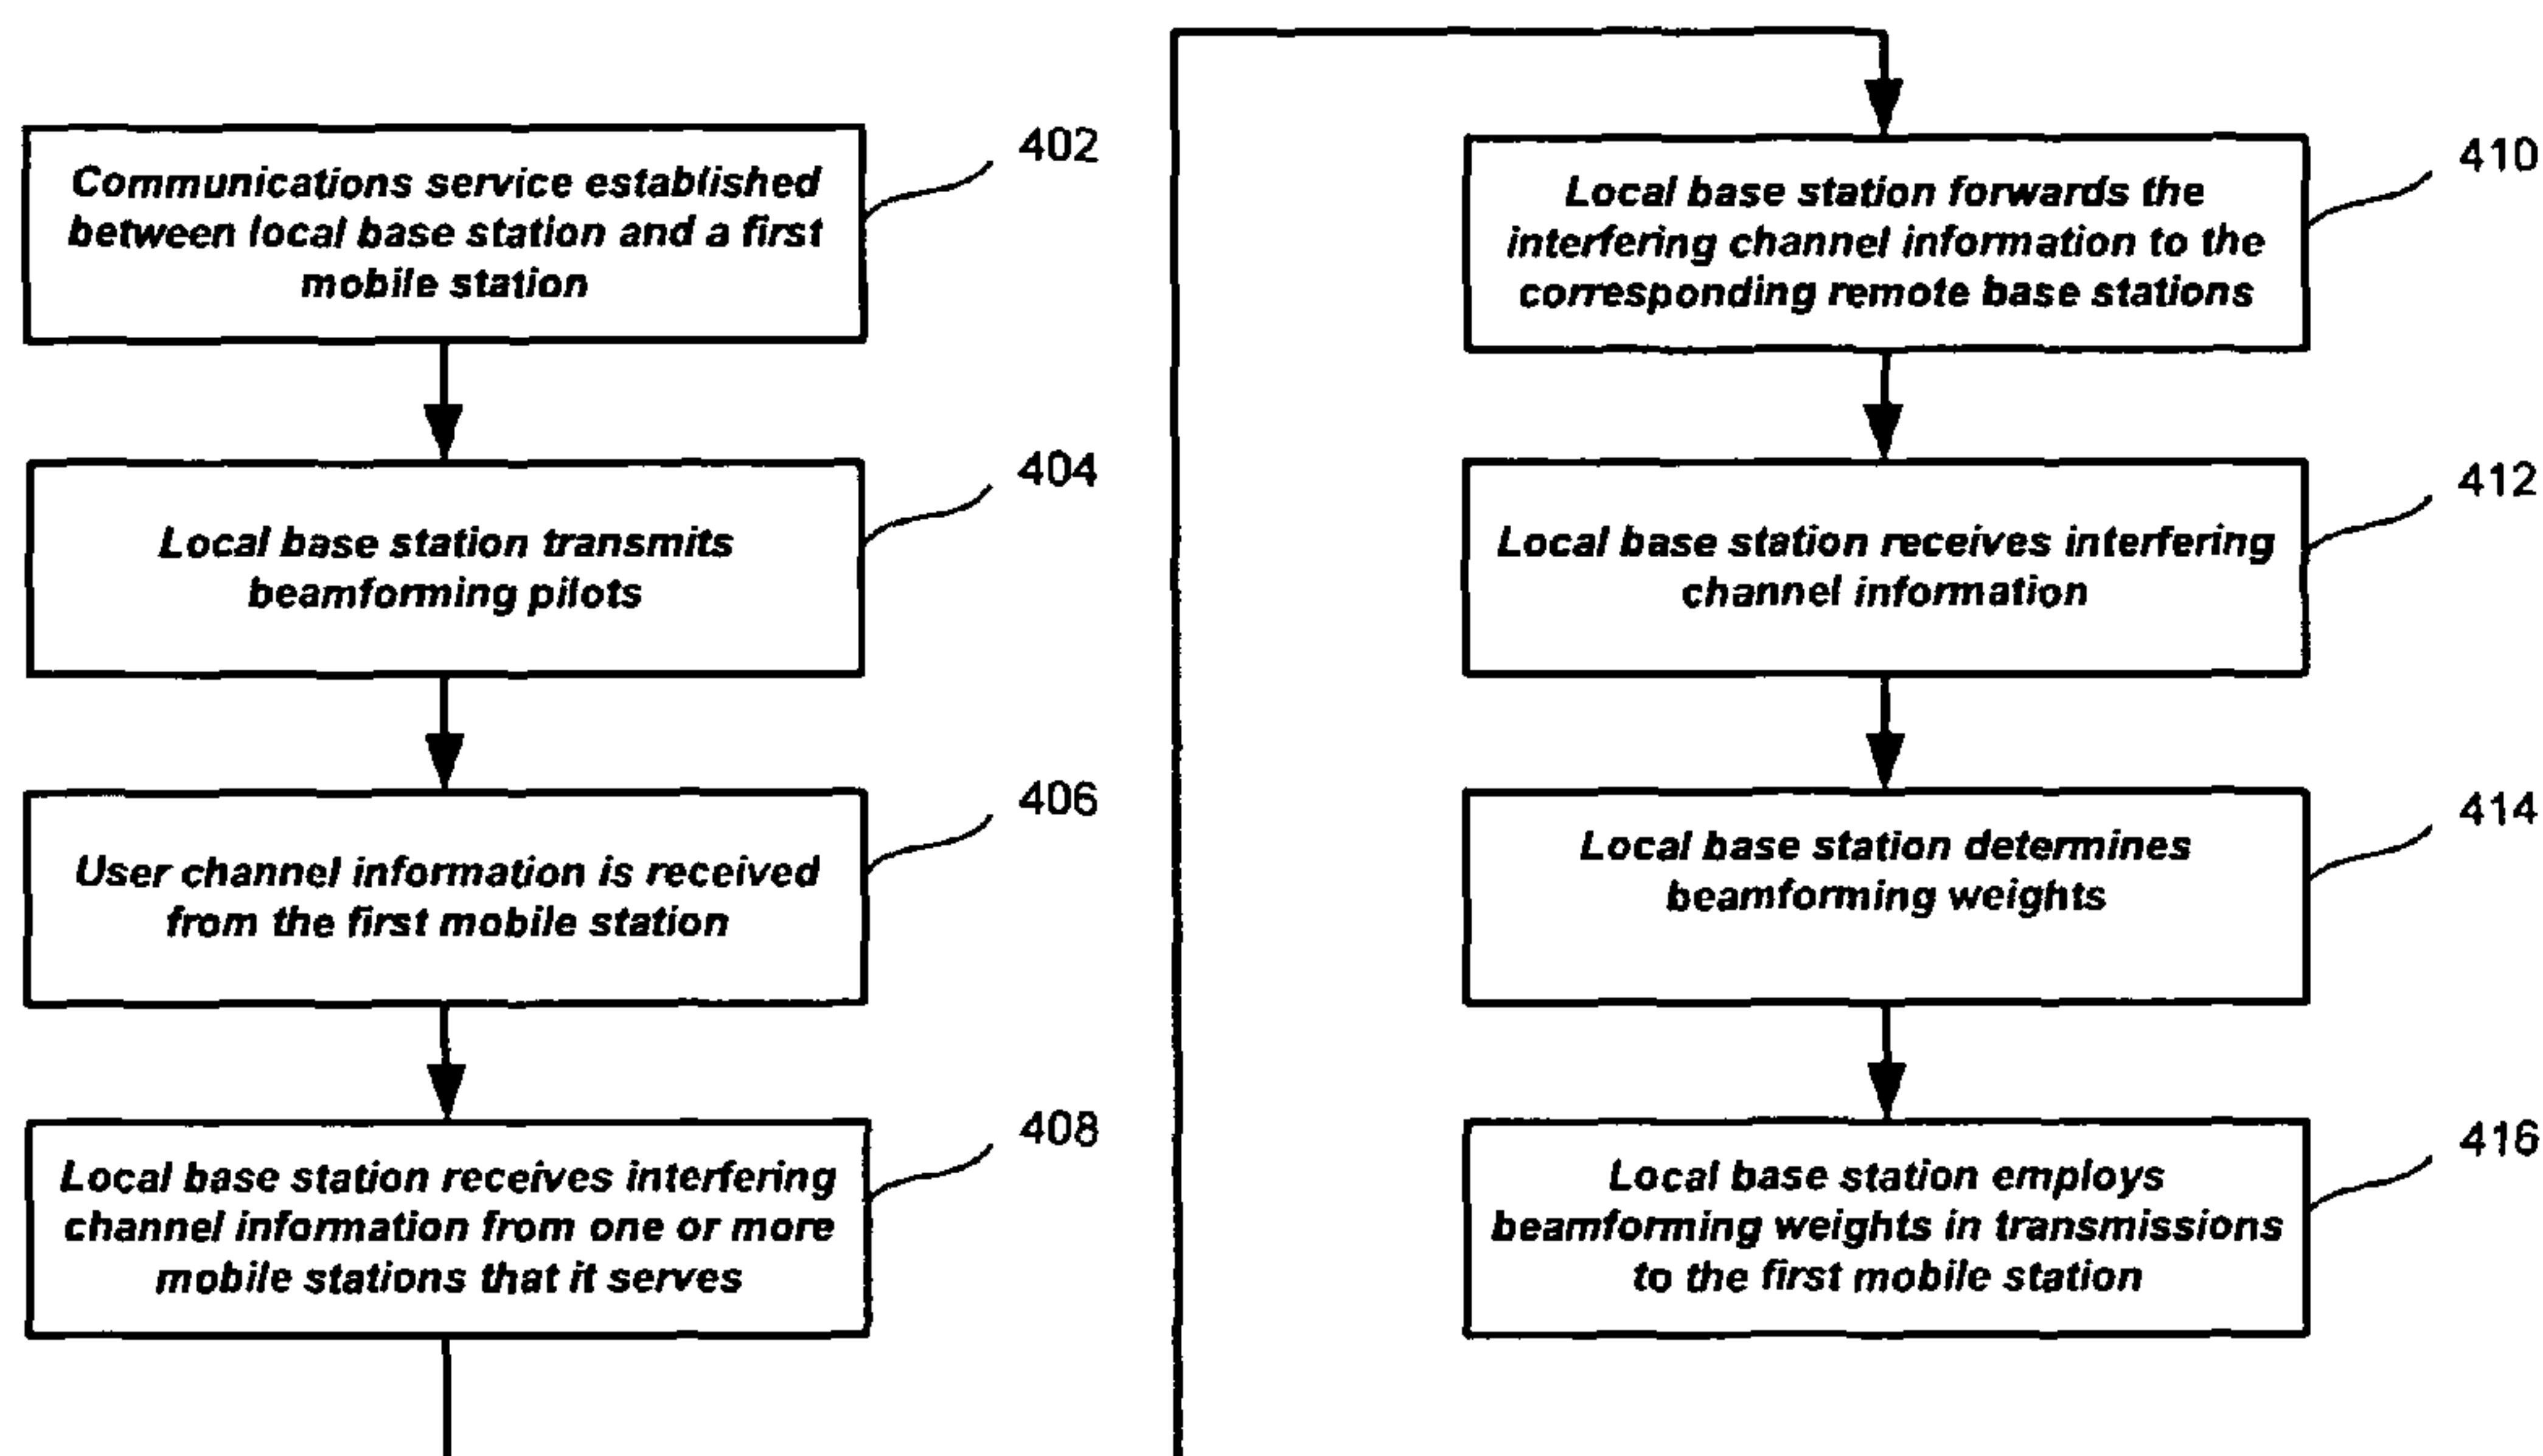 Communications service established
between local base station and a first
mobile station
402
Local base station transmits
beamforming pilots
404
User channel information is received
from the first mobile station
406
Local base station receives interfering
channel information from one or more
mobile stations that it serves
408
Local base station forwards the
interfering channel information to the
corresponding remote base stations
410
Local base station receives interfering
channel information
412
Local base station determines
beamforming weights
414
Local base station employs
beamforming weights in transmissions
to the first mobile station
416